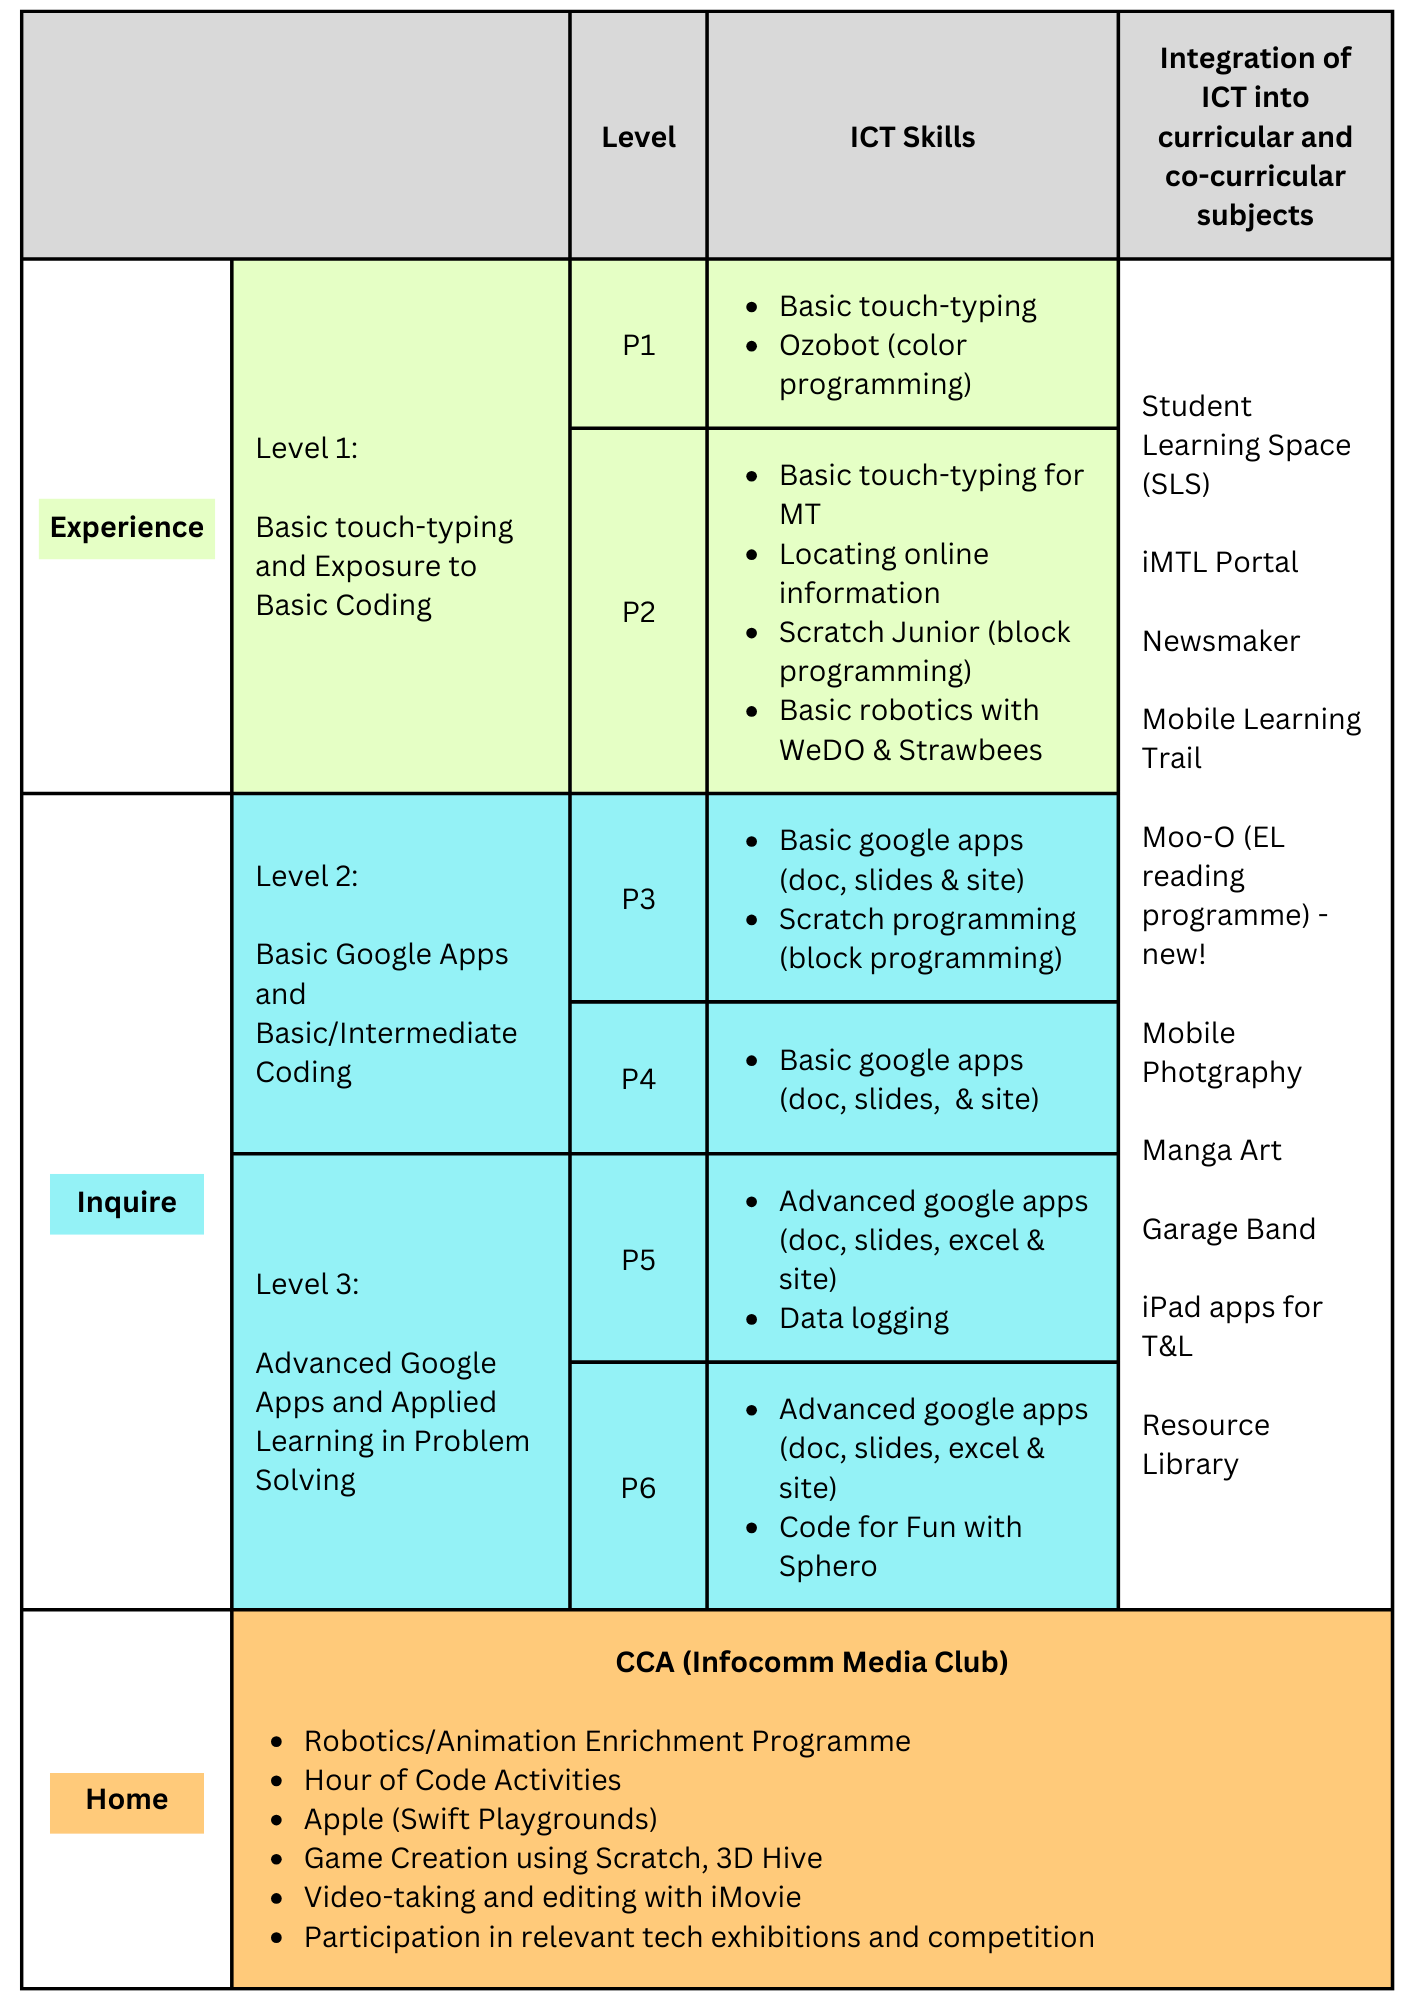 Level
ICT Skills
Integration of
ICT into
curricular and
co-curricular
subjects
Experience
Level 1:
Basic touch-typing
and Exposure to
Basic Coding
P1
• Basic touch-typing
• Ozobot (color
programming)
P2
• Basic touch-typing for
MT
• Locating online
information
• Scratch Junior (block
programming)
• Basic robotics with
WeDO & Strawbees
Student
Learning Space
(SLS)
iMTL Portal
Newsmaker
Mobile Learning
Trail
Moo-O (EL
reading
programme) -
new!
Mobile
Photgraphy
Manga Art
Garage Band
iPad apps for
T&L
Resource
Library
Inquire
Level 2:
Basic Google Apps
and
Basic/Intermediate
Coding
P3
• Basic google apps
(doc, slides & site)
• Scratch programming
(block programming)
P4
• Basic google apps
(doc, slides,  & site)
Level 3:
Advanced Google
Apps and Applied
Learning in Problem
Solving
P5
• Advanced google apps
(doc, slides, excel &
site)
• Data logging
P6
• Advanced google apps
(doc, slides, excel &
site)
• Code for Fun with
Sphero
Home
CCA (Infocomm Media Club)
• Robotics/Animation Enrichment Programme
• Hour of Code Activities
• Apple (Swift Playgrounds)
• Game Creation using Scratch, 3D Hive
• Video-taking and editing with iMovie
• Participation in relevant tech exhibitions and competition